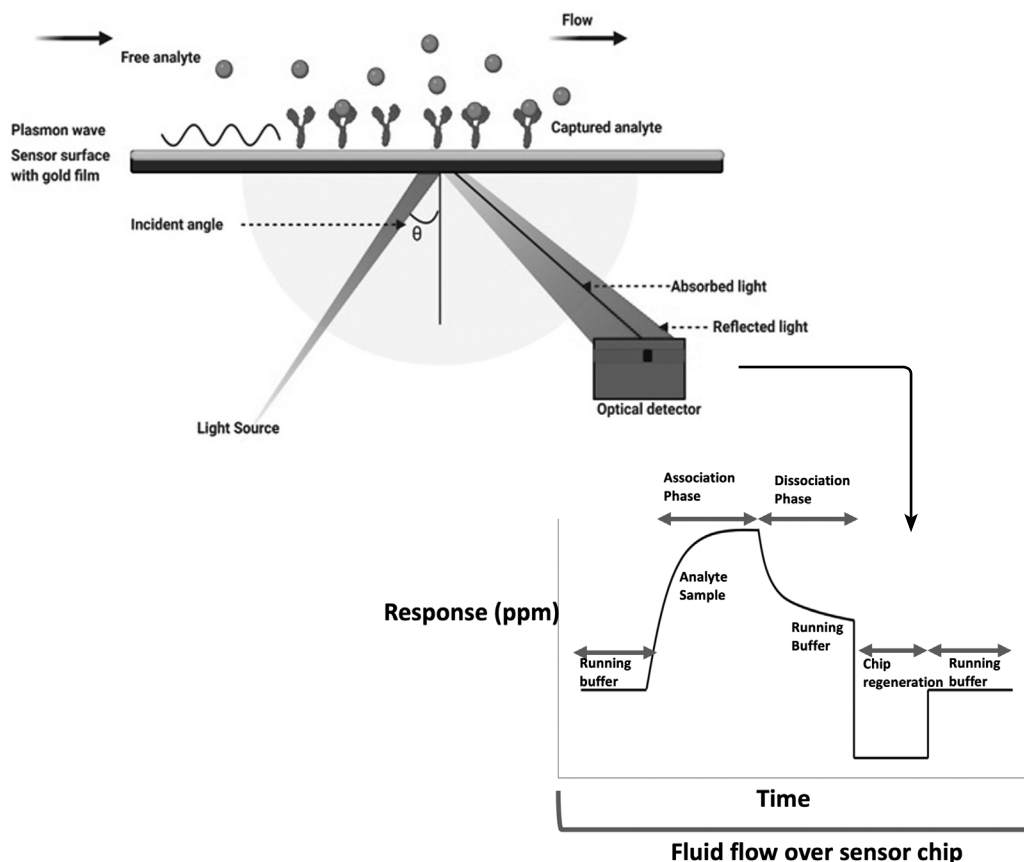 Flow
Free analyte
Plasmon wave
Captured analyte
Sensor surface
with gold film
Incident angle
θ
Absorbed light
Reflected light
Optical detector
Light Source
Association
Phase
Dissociation
Phase
Analyte
Sample
Response (ppm)
Running
Buffer
Running
buffer
Chip
regeneration
Running
buffer
Time
Fluid flow over sensor chip